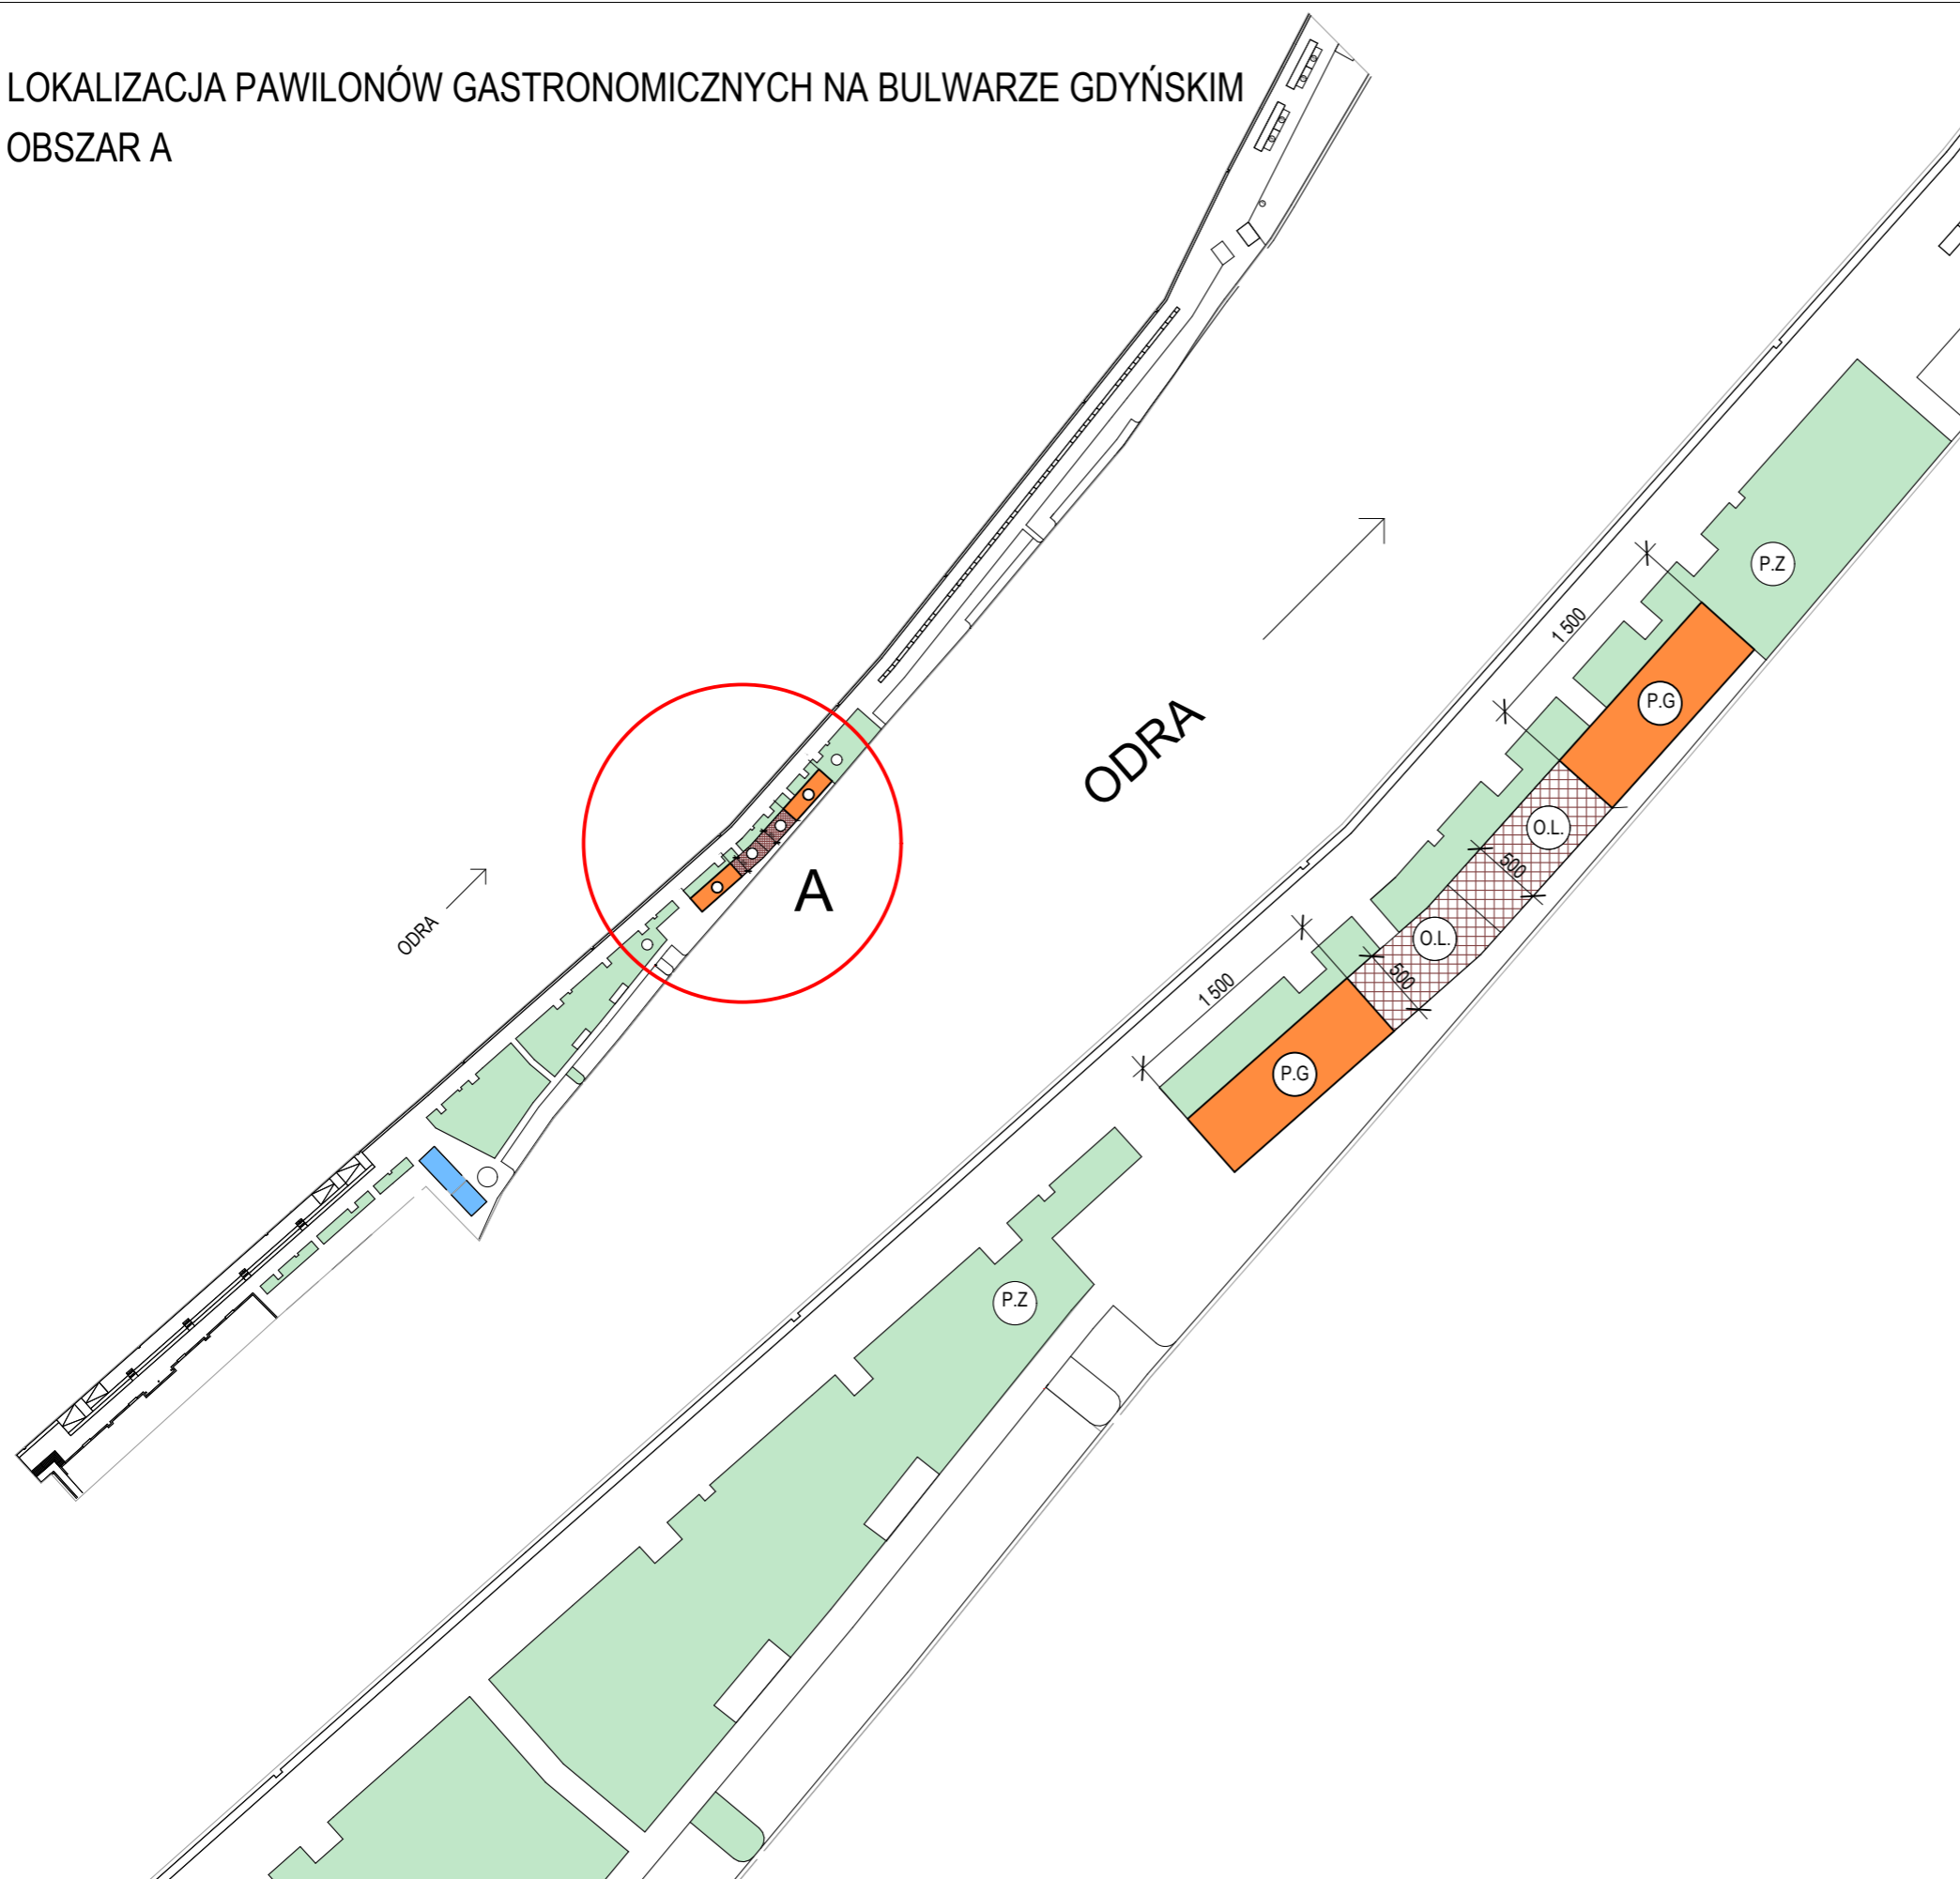 LOKALIZACJA PAWILONÓW GASTRONOMICZNYCH NA BULWARZE GDYŃSKIM
OBSZAR A
P.Z
1 500
P.G
ODRA
O.L.
500
A
O.L.
ODRA
500
1 500
P.G
P.Z